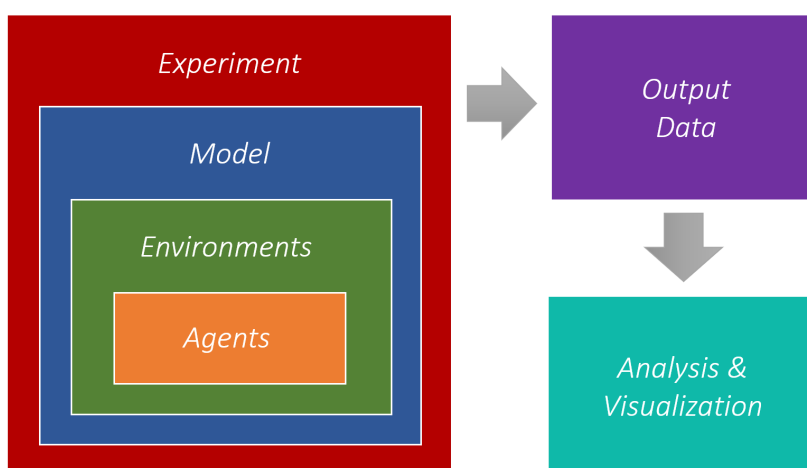 Experiment
Model
Environments
Agents
Output
Data
Analysis &
Visualization